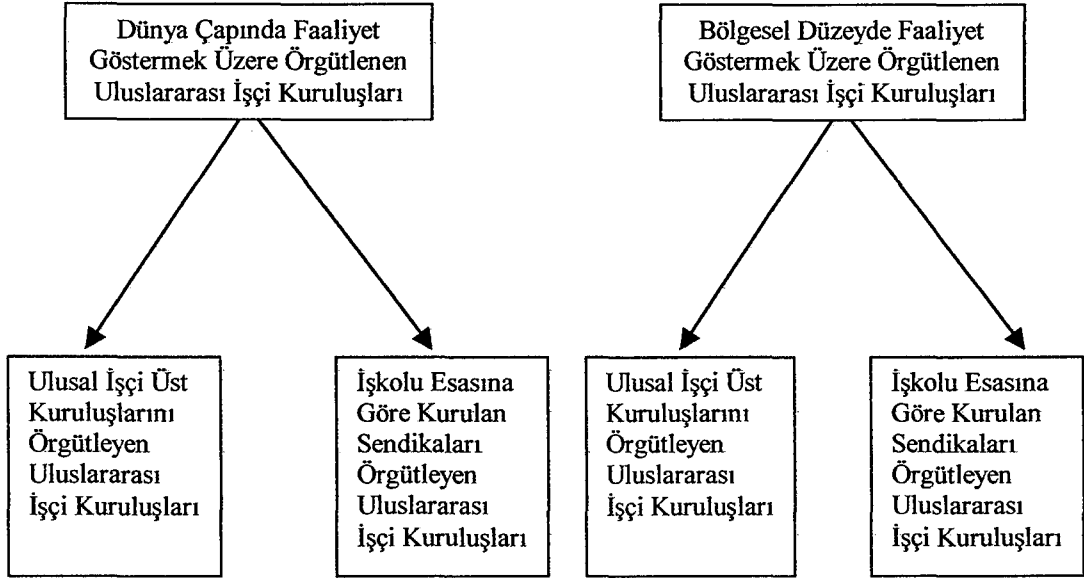 Dünya Çapında Faaliyet
Göstermek Üzere Örgütlenen
Uluslararası İşçi Kuruluşları
Bölgesel Düzeyde Faaliyet
Göstermek Üzere Örgütlenen
Uluslararası İşçi Kuruluşları
Ulusal İşçi Üst
Kuruluşlarını
Örgütleyen
Uluslararası
İşçi Kuruluşları
İşkolu Esasına
Göre Kurulan
Sendikaları
Örgütleyen
Uluslararası
İşçi Kuruluşları
Ulusal İşçi Üst
Kuruluşlarını
Örgütleyen
Uluslararası
İşçi Kuruluşları
İşkolu Esasına
Göre Kurulan
Sendikaları
Örgütleyen
Uluslararası
İşçi Kuruluşları